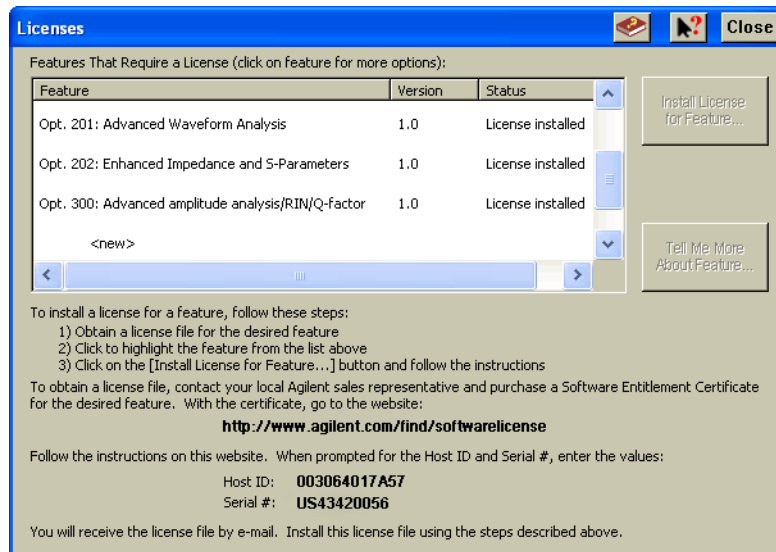 Licenses
Close
Features That Require a License (click on feature for more options):
Feature Version Status
Opt. 201: Advanced Waveform Analysis 1.0 License installed
Opt. 202: Enhanced Impedance and S-Parameters 1.0 License installed
Opt. 300: Advanced amplitude analysis/RIN/Q-factor 1.0 License installed
<new>
Install License
for Feature...
Tell Me More
About Feature...
To install a license for a feature, follow these steps:
1) Obtain a license file for the desired feature
2) Click to highlight the feature from the list above
3) Click on the [Install License for Feature...] button and follow the instructions
To obtain a license file, contact your local Agilent sales representative and purchase a Software Entitlement Certificate
for the desired feature. With the certificate, go to the website:
http://www.agilent.com/find/softwarelicense
Follow the instructions on this website. When prompted for the Host ID and Serial #, enter the values:
Host ID: 003064017A57
Serial #: US43420056
You will receive the license file by e-mail. Install this license file using the steps described above.